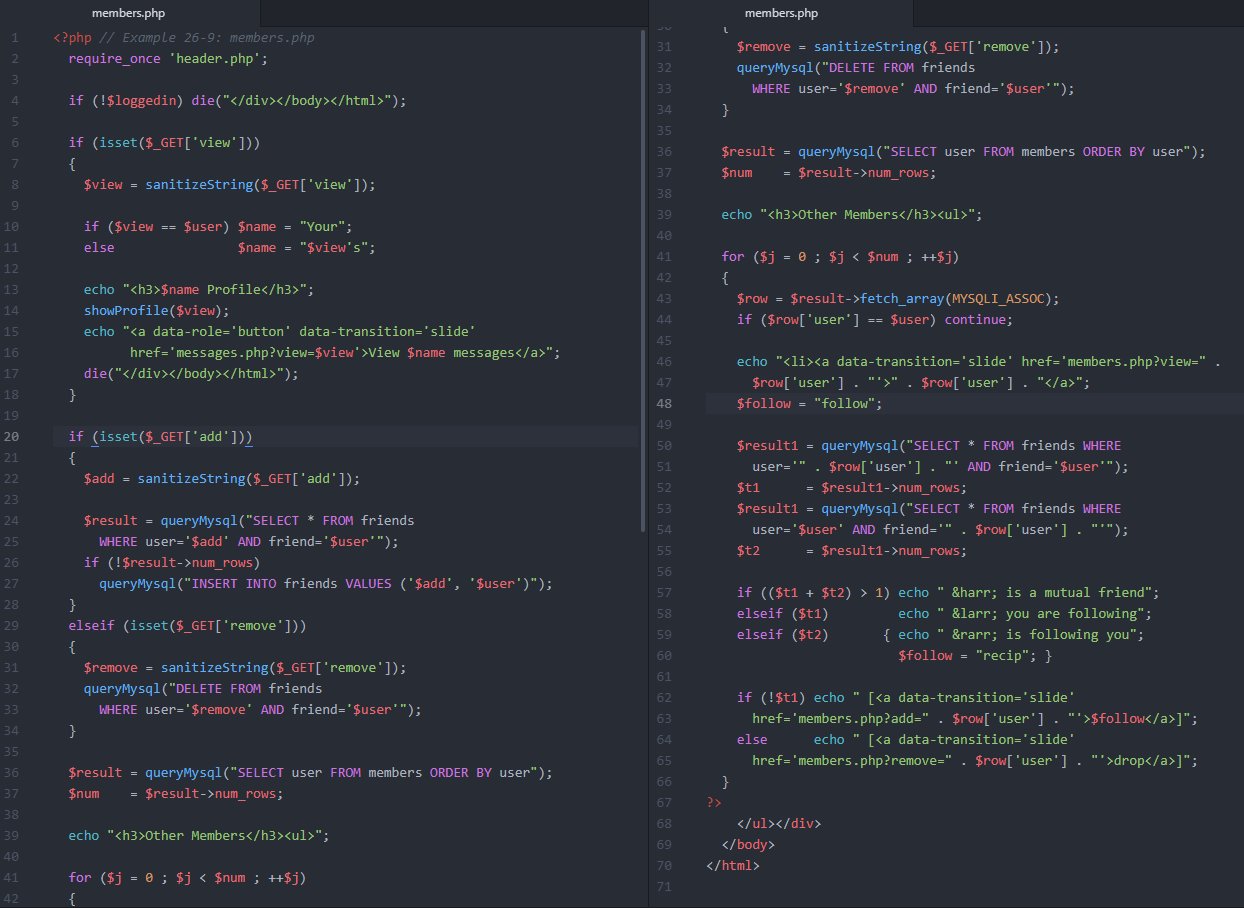 members.php
1 <?php // Example 26-9: members.php
2 require_once 'header.php';
3
4 if (!$loggedin) die("</div></body></html>");
5
6 if (isset($_GET['view']))
7 {
8 $view = sanitizeString($_GET['view']);
9
10 if ($view == $user) $name = "Your";
11 else $name = "$view's";
12
13 echo "<h3>$name Profile</h3>";
14 showProfile($view);
15 echo "<a data-role='button' data-transition='slide'
16 href='messages.php?view=$view'>View $name messages</a>";
17 die("</div></body></html>");
18 }
19
20 if (isset($_GET['add']))
21 {
22 $add = sanitizeString($_GET['add']);
23
24 $result = queryMysql("SELECT * FROM friends
25 WHERE user='$add' AND friend='$user'");
26 if (!$result->num_rows)
27 queryMysql("INSERT INTO friends VALUES ('$add', '$user')");
28 }
29 elseif (isset($_GET['remove']))
30 {
31 $remove = sanitizeString($_GET['remove']);
32 queryMysql("DELETE FROM friends
33 WHERE user='$remove' AND friend='$user'");
34 }
35
36 $result = queryMysql("SELECT user FROM members ORDER BY user");
37 $num = $result->num_rows;
38
39 echo "<h3>Other Members</h3><ul>";
40
41 for ($j = 0 ; $j < $num ; ++$j)
42 {
members.php
30 {
31 $remove = sanitizeString($_GET['remove']);
32 queryMysql("DELETE FROM friends
33 WHERE user='$remove' AND friend='$user'");
34 }
35
36 $result = queryMysql("SELECT user FROM members ORDER BY user");
37 $num = $result->num_rows;
38
39 echo "<h3>Other Members</h3><ul>";
40
41 for ($j = 0 ; $j < $num ; ++$j)
42 {
43 $row = $result->fetch_array(MYSQLI_ASSOC);
44 if ($row['user'] == $user) continue;
45
46 echo "<li><a data-transition='slide' href='members.php?view=" .
47 $row['user'] . "'>" . $row['user'] . "</a>";
48 $follow = "follow";
49
50 $result1 = queryMysql("SELECT * FROM friends WHERE
51 user='" . $row['user'] . "' AND friend='$user'");
52 $t1 = $result1->num_rows;
53 $result1 = queryMysql("SELECT * FROM friends WHERE
54 user='$user' AND friend='" . $row['user'] . "'");
55 $t2 = $result1->num_rows;
56
57 if (($t1 + $t2) > 1) echo " &harr; is a mutual friend";
58 elseif ($t1) echo " &larr; you are following";
59 elseif ($t2) { echo " &rarr; is following you";
60 $follow = "recip"; }
61
62 if (!$t1) echo " [<a data-transition='slide'
63 href='members.php?add=" . $row['user'] . "'>$follow</a>]";
64 else echo " [<a data-transition='slide'
65 href='members.php?remove=" . $row['user'] . "'>drop</a>]";
66 }
67 ?>
68 </ul></div>
69 </body>
70 </html>
71